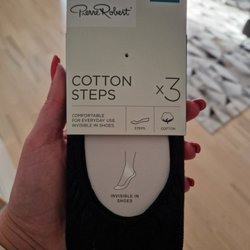 Pierre Robert
COTTON
STEPS
x3
COMFORTABLE
FOR EVERYDAY USE
INVISIBLE IN SHOES
STEPS
COTTON
INVISIBLE IN
SHOES